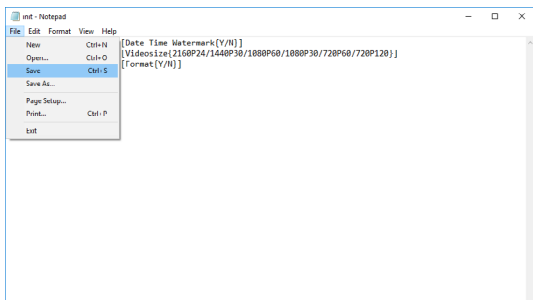 init - Notepad
File Edit Format View Help
New Ctrl+N
Open... Ctrl+O
Save Ctrl+S
Save As...
Page Setup...
Print... Ctrl+P
Exit
[Date Time Watermark{Y/N}]
[Videosize{2160P24/1440P30/1080P60/1080P30/720P60/720P120}]
[Format{Y/N}]